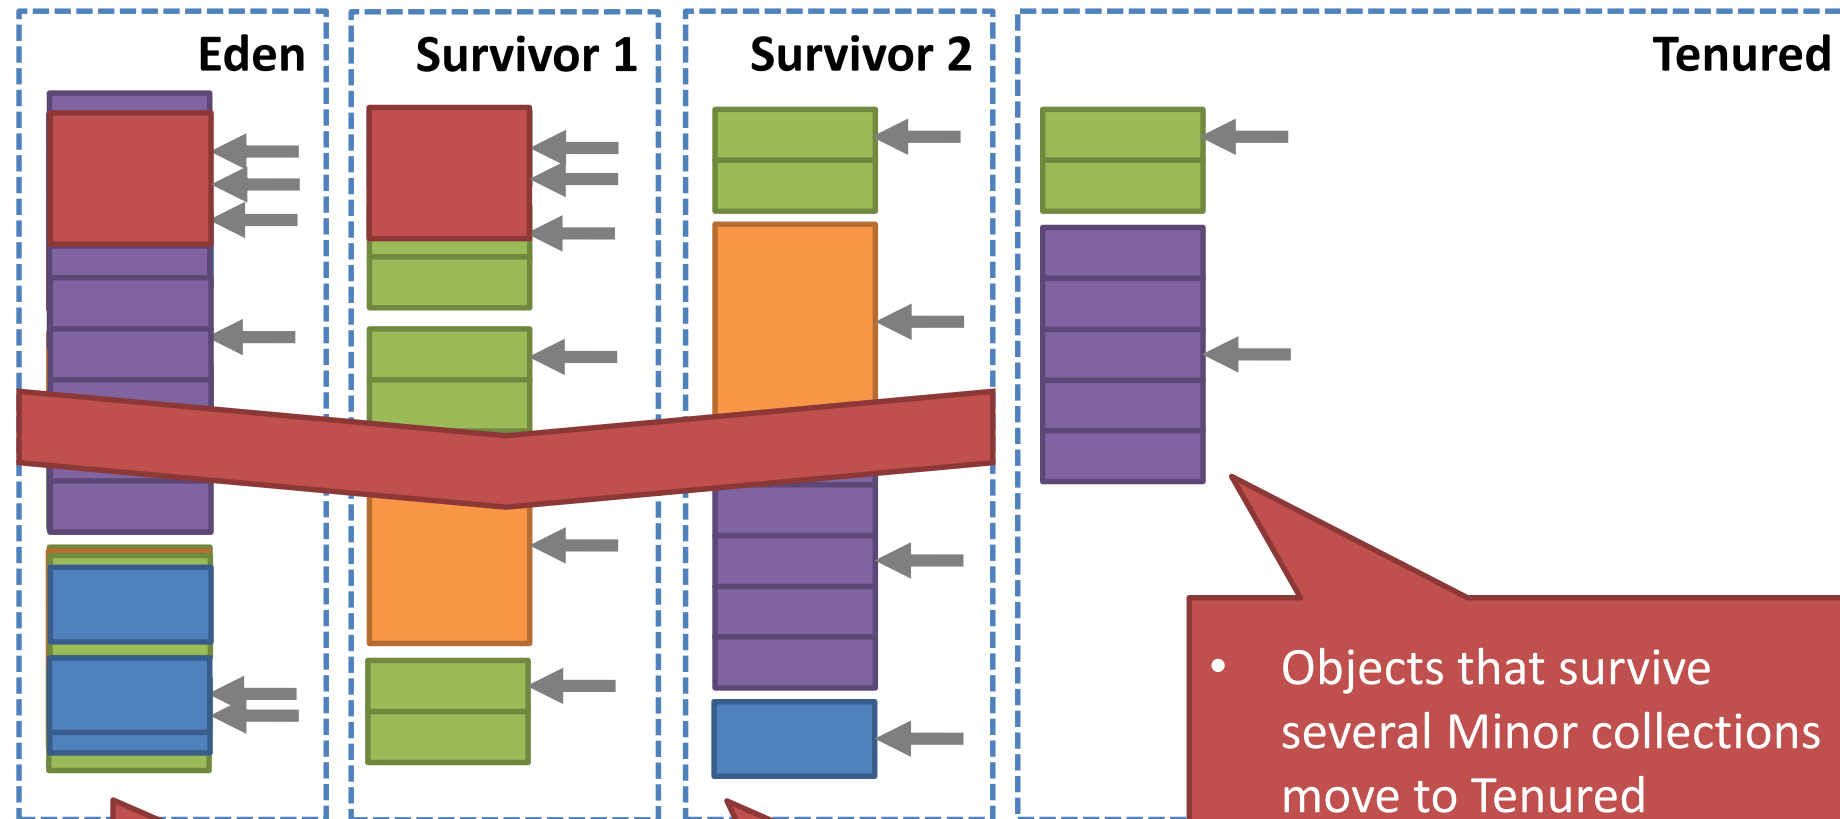 Eden
Survivor 1
Survivor 2
Tenured
• Objects that survive
several Minor collections
move to Tenured